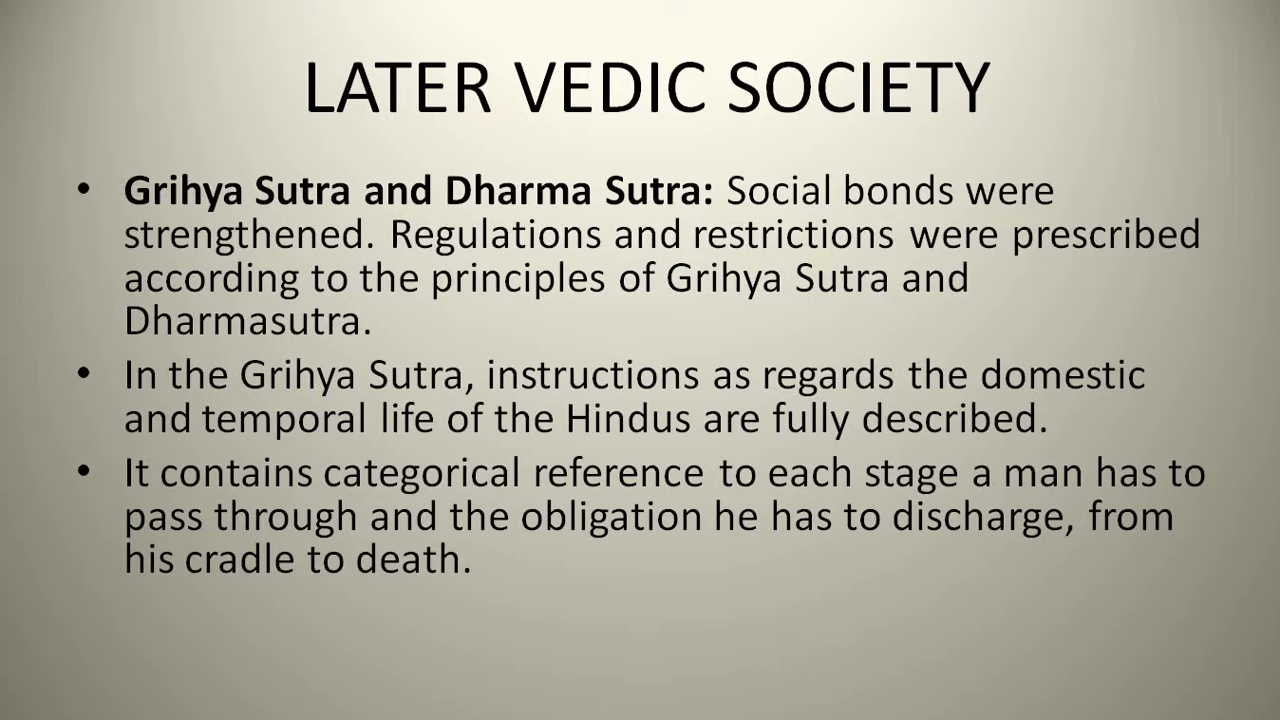 LATER VEDIC SOCIETY
• Grihya Sutra and Dharma Sutra: Social bonds were
strengthened. Regulations and restrictions were prescribed
according to the principles of Grihya Sutra and
Dharmasutra.
• In the Grihya Sutra, instructions as regards the domestic
and temporal life of the Hindus are fully described.
• It contains categorical reference to each stage a man has to
pass through and the obligation he has to discharge, from
his cradle to death.